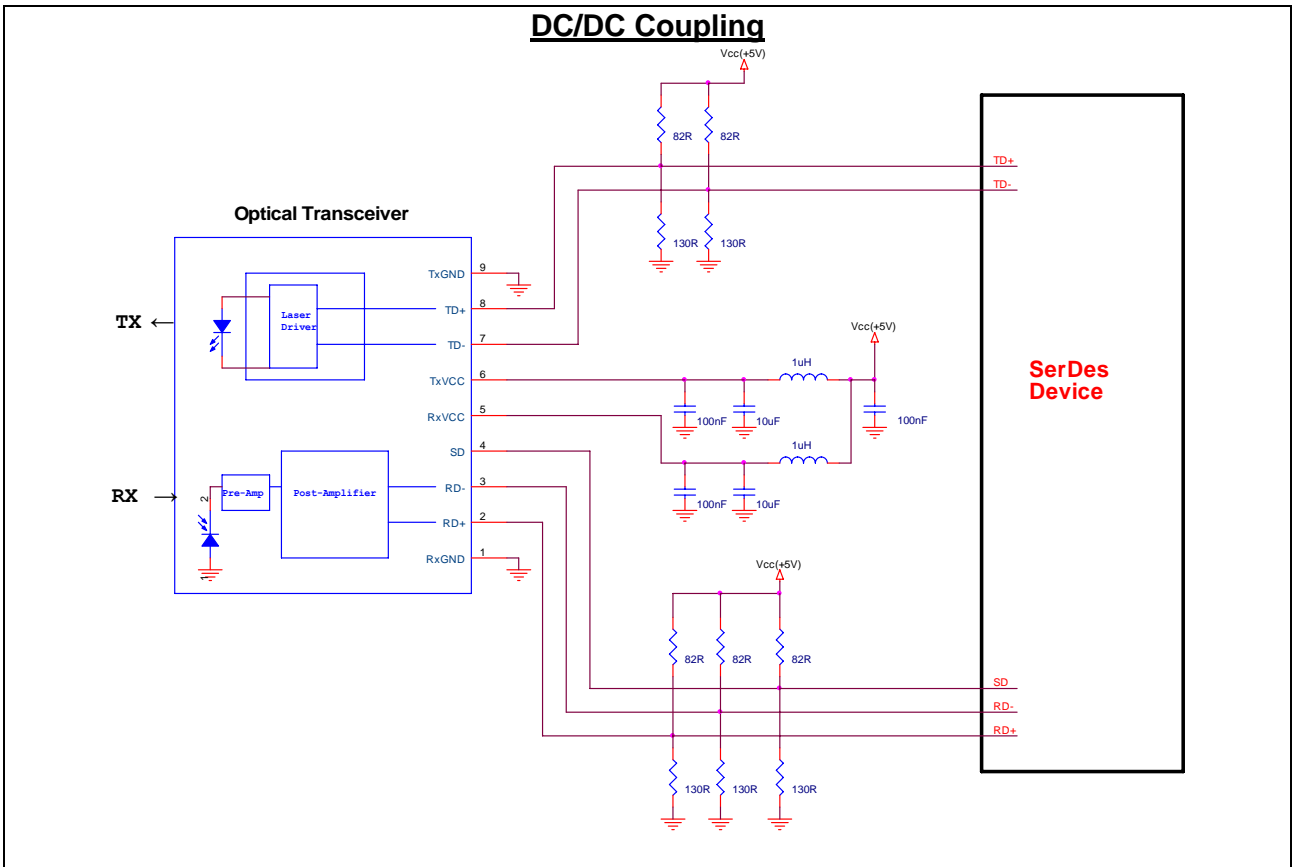 DC/DC Coupling
Vcc(+5V)
82R 82R
TD+
TD-
130R 130R
Optical Transceiver
TxGND 9
TD+ 8
TD- 7
TxVCC 6
RxVCC 5
SD 4
RD- 3
RD+ 2
RxGND 1
TX ←
Laser
Driver
RX →
2
Pre-Amp
Post-Amplifier
1
Vcc(+5V)
1uH
100nF 10uF 100nF
1uH
100nF 10uF
SerDes
Device
Vcc(+5V)
82R 82R 82R
SD
RD-
RD+
130R 130R 130R